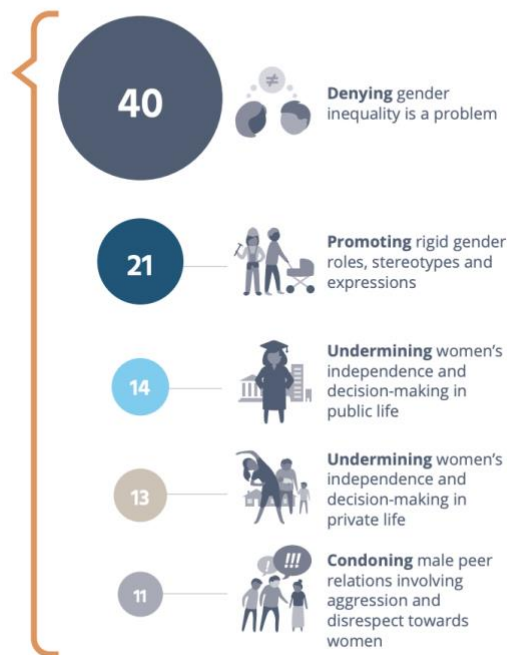 40
≠
Denying gender
inequality is a problem
21
Promoting rigid gender
roles, stereotypes and
expressions
14
Undermining women's
independence and
decision-making in
public life
13
Undermining women's
independence and
decision-making in
private life
11
! !!!
Condoning male peer
relations involving
aggression and
disrespect towards
women